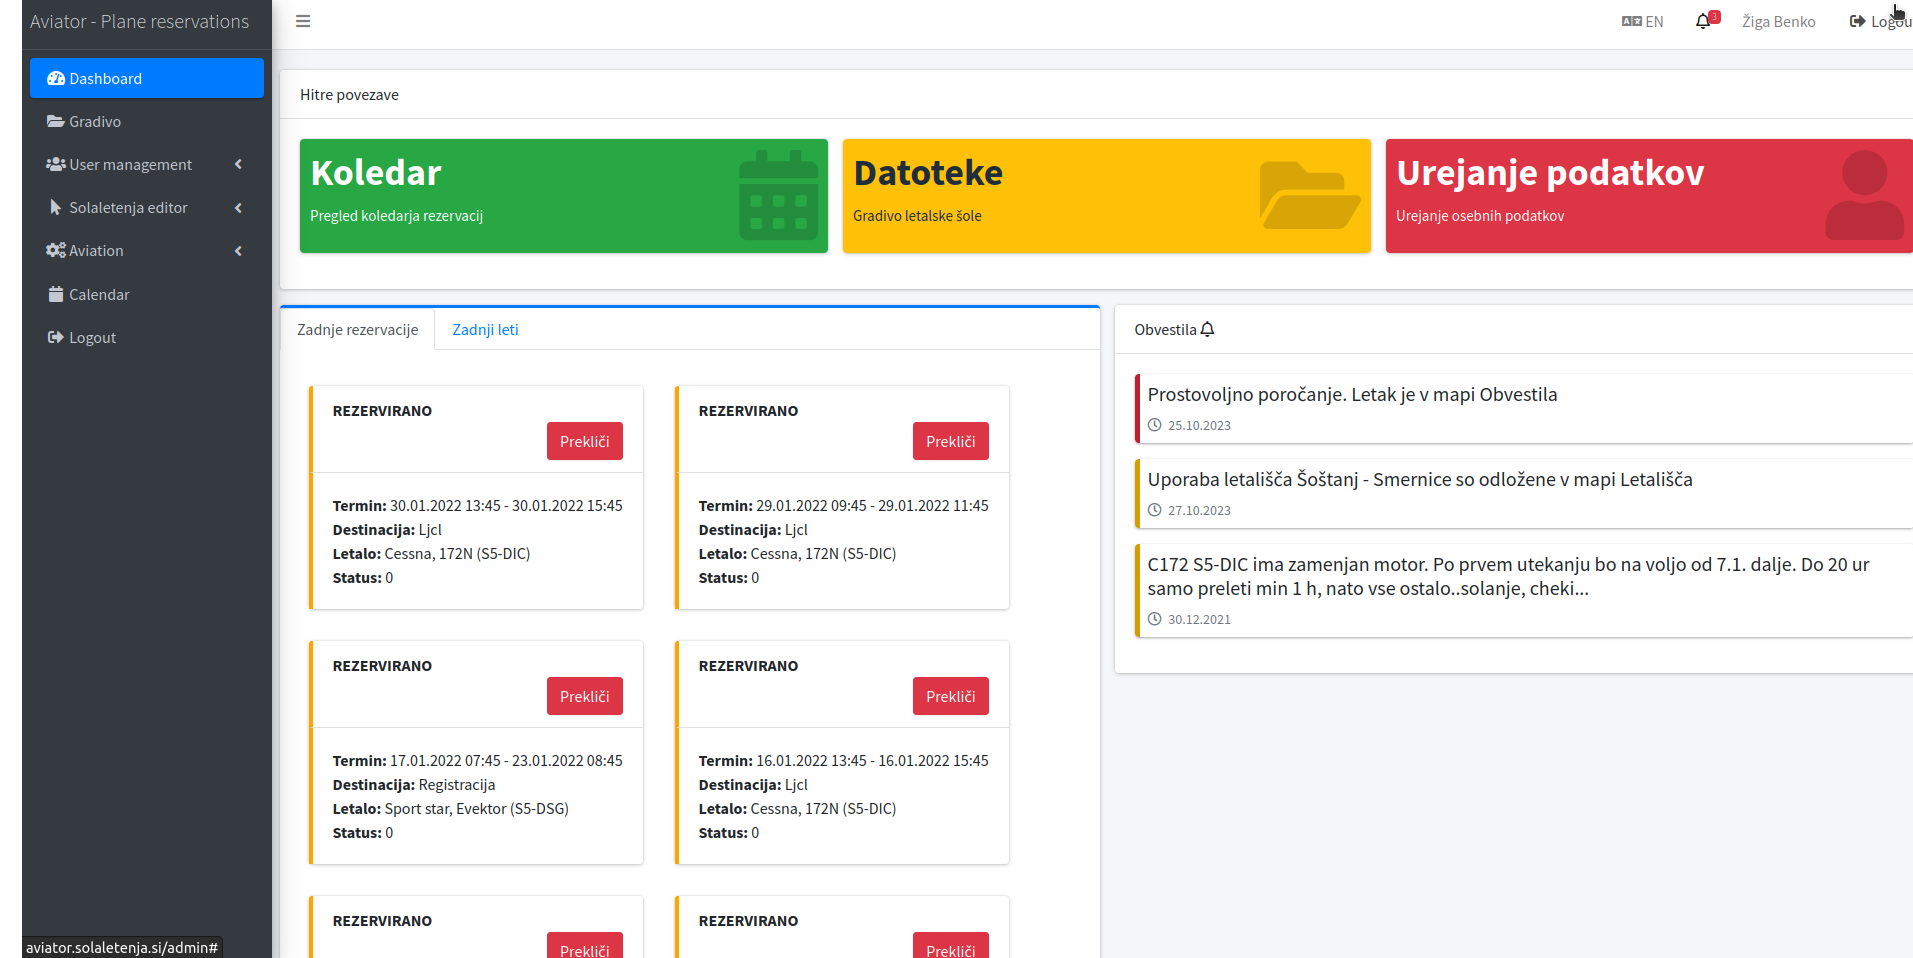 Aviator - Plane reservations
EN
3
Žiga Benko
Logou
Dashboard
Gradivo
User management
Solaletenja editor
Aviation
Calendar
Logout
Hitre povezave
Koledar
Pregled koledarja rezervacij
Datoteke
Gradivo letalske šole
Urejanje podatkov
Urejanje osebnih podatkov
Zadnje rezervacije
Zadnji leti
REZERVIRANO
Prekliči
Termin: 30.01.2022 13:45 - 30.01.2022 15:45
Destinacija: Ljcl
Letalo: Cessna, 172N (S5-DIC)
Status: 0
REZERVIRANO
Prekliči
Termin: 29.01.2022 09:45 - 29.01.2022 11:45
Destinacija: Ljcl
Letalo: Cessna, 172N (S5-DIC)
Status: 0
REZERVIRANO
Prekliči
Termin: 17.01.2022 07:45 - 23.01.2022 08:45
Destinacija: Registracija
Letalo: Sport star, Evektor (S5-DSG)
Status: 0
REZERVIRANO
Prekliči
Termin: 16.01.2022 13:45 - 16.01.2022 15:45
Destinacija: Ljcl
Letalo: Cessna, 172N (S5-DIC)
Status: 0
REZERVIRANO
Prekliči
REZERVIRANO
Prekliči
Obvestila
Prostovoljno poročanje. Letak je v mapi Obvestila
25.10.2023
Uporaba letališča Šoštanj - Smernice so odložene v mapi Letališča
27.10.2023
C172 S5-DIC ima zamenjan motor. Po prvem utekanju bo na voljo od 7.1. dalje. Do 20 ur
samo preleti min 1 h, nato vse ostalo..solanje, cheki...
30.12.2021
aviator.solaletenja.si/admin#